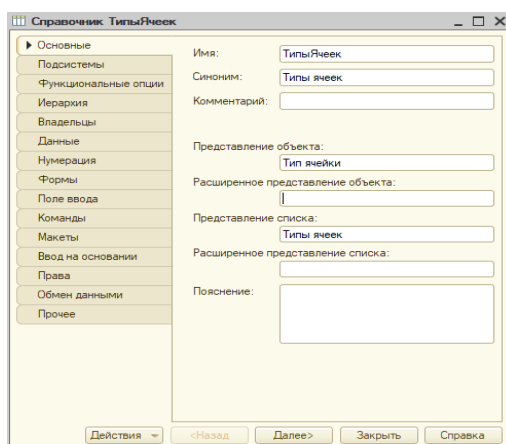 Справочник ТипыЯчеек
Основные
Подсистемы
Функциональные опции
Иерархия
Владельцы
Данные
Нумерация
Формы
Поле ввода
Команды
Макеты
Ввод на основании
Права
Обмен данными
Прочее
Имя: ТипыЯчеек
Синоним: Типы ячеек
Комментарий:
Представление объекта:
Тип ячейки
Расширенное представление объекта:
Представление списка:
Типы ячеек
Расширенное представление списка:
Пояснение:
Действия <Назад Далее> Закрыть Справка